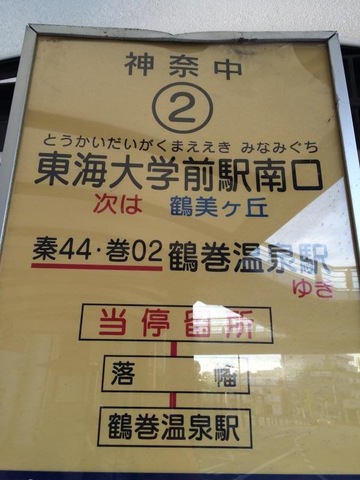 神奈中
②
とうかいだいがくまええき みなみぐち
東海大学前駅南口
次は 鶴美ヶ丘
秦44・巻02 鶴巻温泉駅
ゆき
当停留所
落幡
鶴巻温泉駅